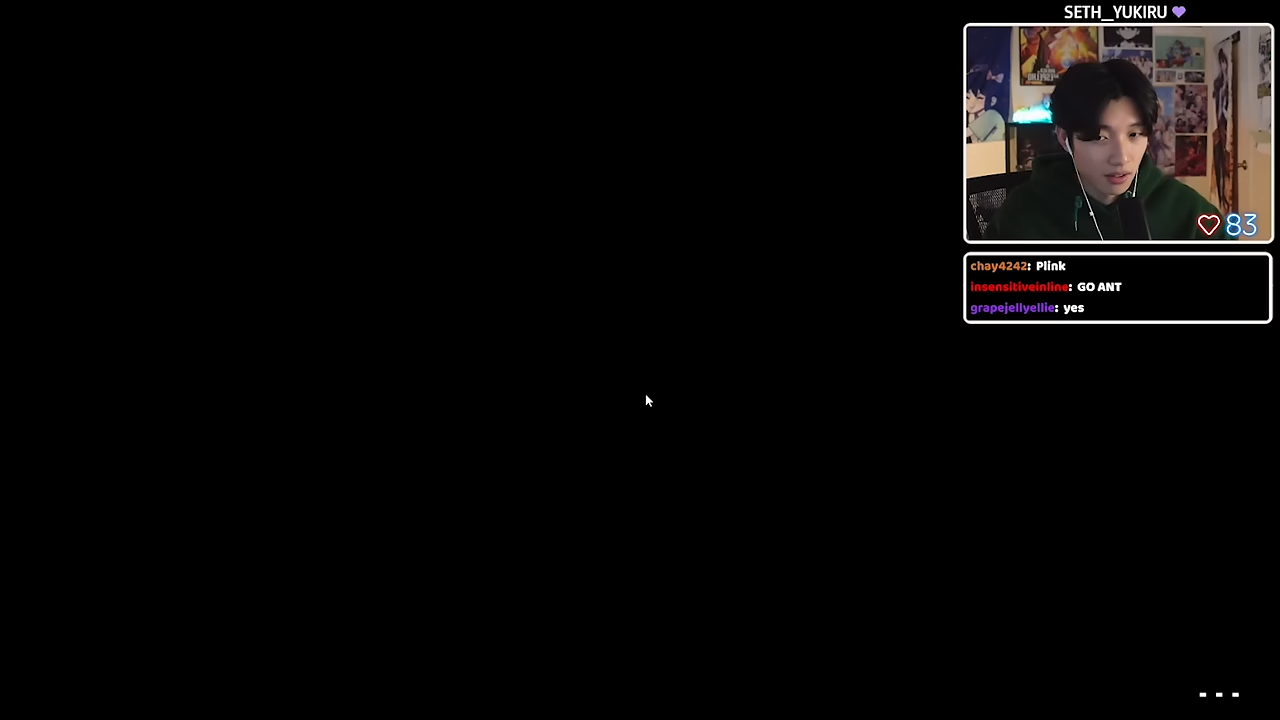 SETH_YUKIRU 💜
83
chay4242: Plink
insensitiveinline: GO ANT
grapejellyellie: yes